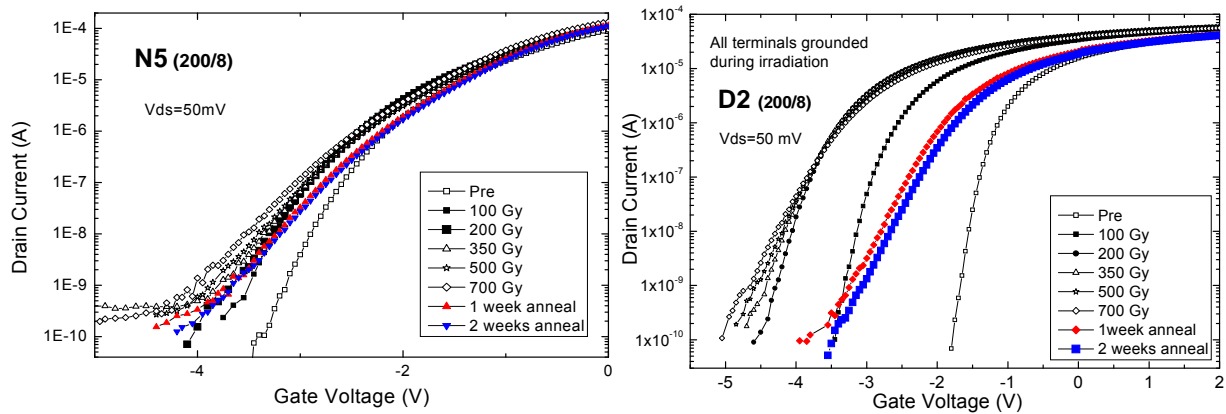 1E-4
1E-5
1E-6
1E-7
1E-8
1E-9
1E-10
Drain Current (A)
N5 (200/8)
Vds=50mV
Pre
100 Gy
200 Gy
350 Gy
500 Gy
700 Gy
1 week anneal
2 weeks anneal
-4
-2
0
Gate Voltage (V)
1x10-4
1x10-5
1x10-6
1x10-7
1x10-8
1x10-9
1x10-10
Drain Current (A)
All terminals grounded
during irradiation
D2 (200/8)
Vds=50 mV
Pre
100 Gy
200 Gy
350 Gy
500 Gy
700 Gy
1week anneal
2 weeks anneal
-5
-4
-3
-2
-1
0
1
2
Gate Voltage (V)